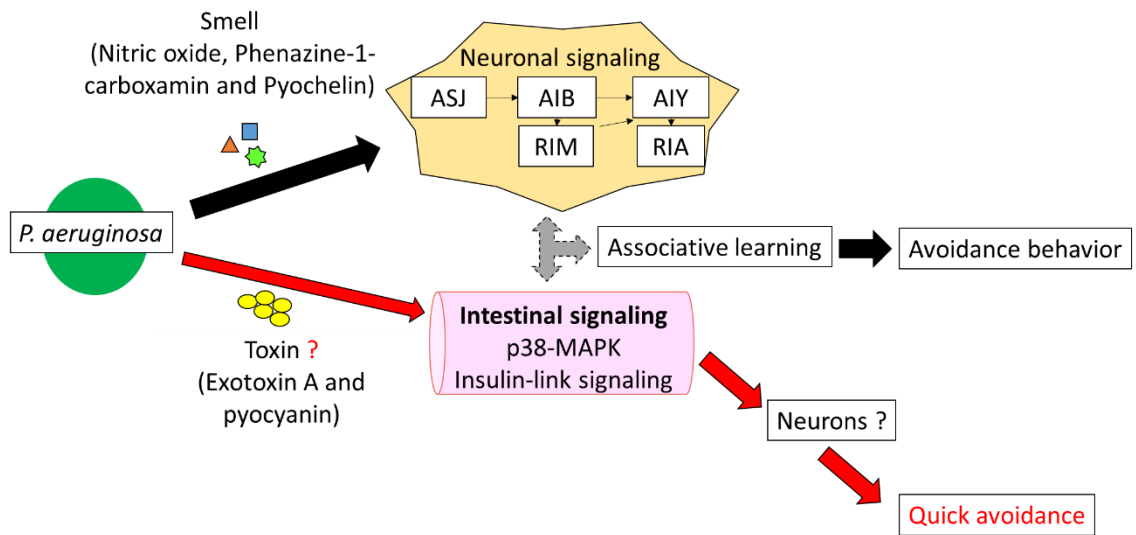 Smell
(Nitric oxide, Phenazine-1-
carboxamin and Pyochelin)
Neuronal signaling
ASJ
AIB
AIY
RIM
RIA
P. aeruginosa
Associative learning
Avoidance behavior
Toxin ?
(Exotoxin A and
pyocyanin)
Intestinal signaling
p38-MAPK
Insulin-link signaling
Neurons ?
Quick avoidance